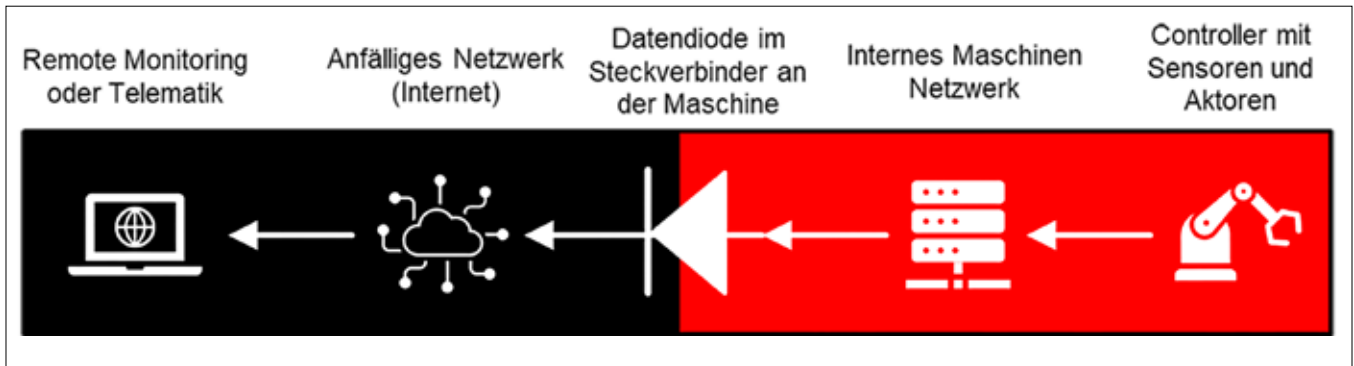 Remote Monitoring
oder Telematik
Anfälliges Netzwerk
(Internet)
Datendiode im
Steckverbinder an
der Maschine
Internes Maschinen
Netzwerk
Controller mit
Sensoren und
Aktoren